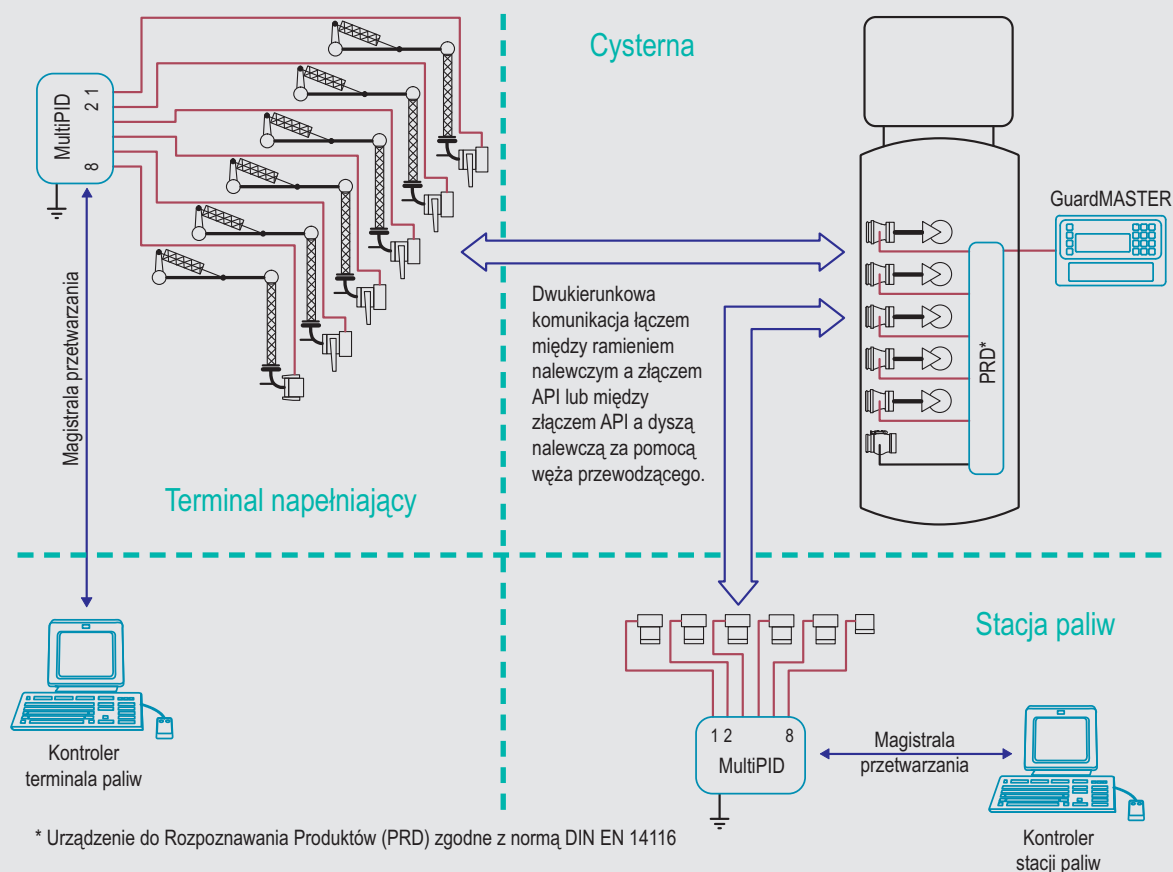 Cysterna
MultiPID
2 1
8
GuardMASTER
PRD*
Magistrala przetwarzania
Dwukierunkowa
komunikacja łączem
między ramieniem
nalewczym a złączem
API lub między
złączem API a dyszą
nalewczą za pomocą
węża przewodzącego.
Terminal napełniający
Stacja paliw
Kontroler
terminala paliw
1 2
8
MultiPID
Magistrala
przetwarzania
Kontroler
stacji paliw
* Urządzenie do Rozpoznawania Produktów (PRD) zgodne z normą DIN EN 14116